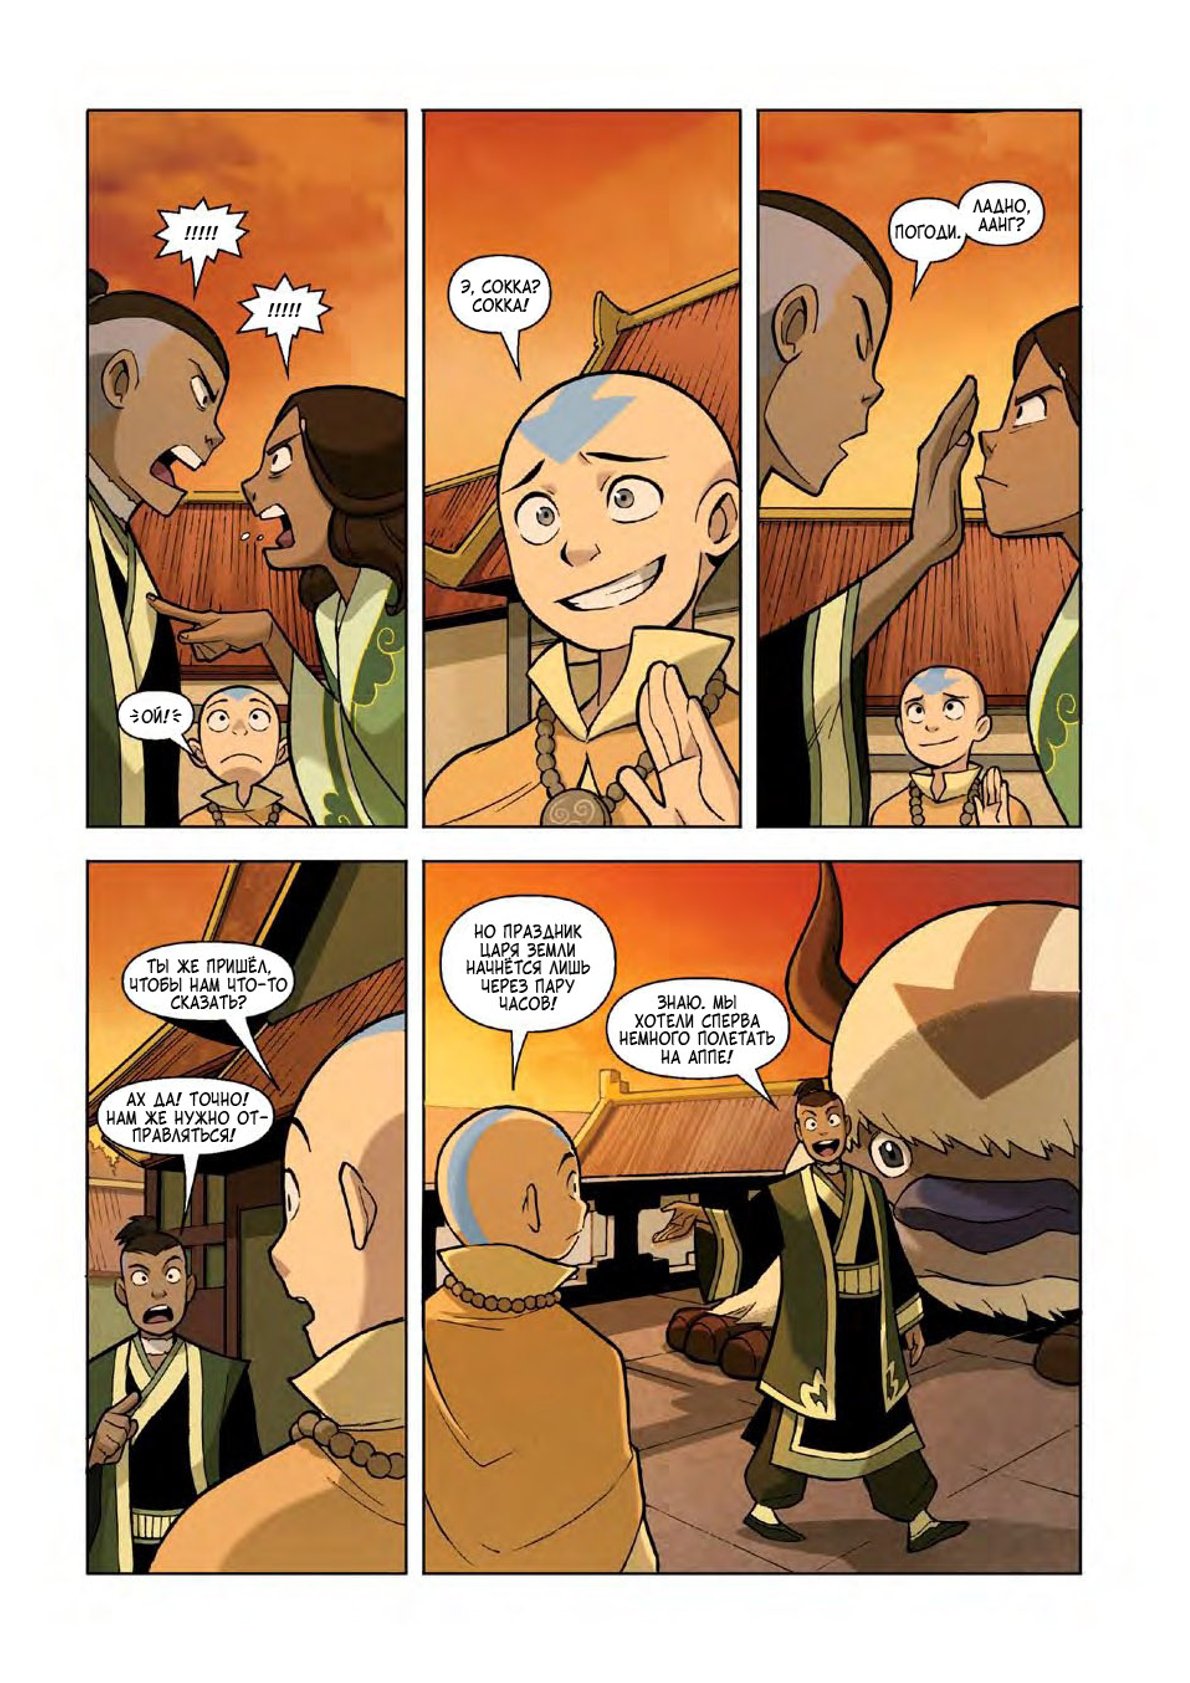 !!!!!
!!!!!
ОЙ!
Э, СОККА?
СОККА!
ПОГОДИ.
ЛАДНО,
ААНГ?
ТЫ ЖЕ ПРИШЁЛ,
ЧТОБЫ НАМ ЧТО-ТО
СКАЗАТЬ?
АХ ДА! ТОЧНО!
НАМ ЖЕ НУЖНО ОТ-
ПРАВЛЯТЬСЯ!
НО ПРАЗДНИК
ЦАРЯ ЗЕМЛИ
НАЧНЁТСЯ ЛИШЬ
ЧЕРЕЗ ПАРУ
ЧАСОВ!
ЗНАЮ. МЫ
ХОТЕЛИ СПЕРВА
НЕМНОГО ПОЛЕТАТЬ
НА АППЕ!